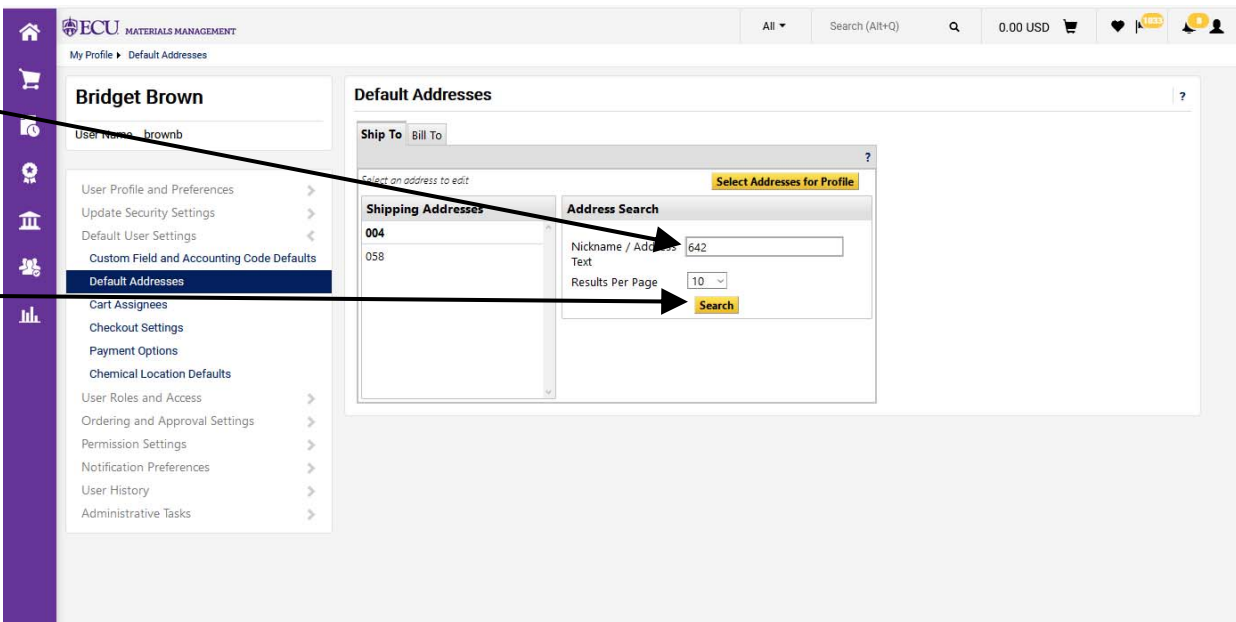 ECU MATERIALS MANAGEMENT
All
Search (Alt+Q)
0.00 USD
1033
My Profile Default Addresses
Bridget Brown
User Name brownb
User Profile and Preferences
Update Security Settings
Default User Settings
Custom Field and Accounting Code Defaults
Default Addresses
Cart Assignees
Checkout Settings
Payment Options
Chemical Location Defaults
User Roles and Access
Ordering and Approval Settings
Permission Settings
Notification Preferences
User History
Administrative Tasks
Default Addresses
?
Ship To Bill To
?
Select an address to edit
Select Addresses for Profile
Shipping Addresses
004
058
Address Search
Nickname / Address Text
642
Results Per Page
10
Search